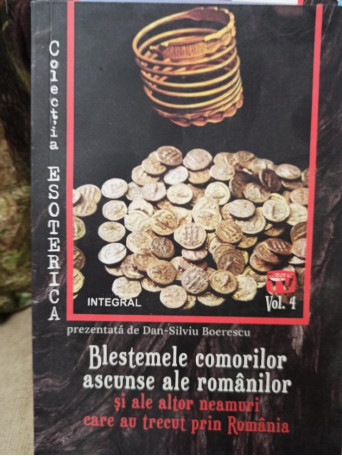 Colecția ESOTERICA
INTEGRAL
Vol. 4
prezentată de Dan-Silviu Boerescu
Blestemele comorilor
ascunse ale românilor
și ale altor neamuri
care au trecut prin România